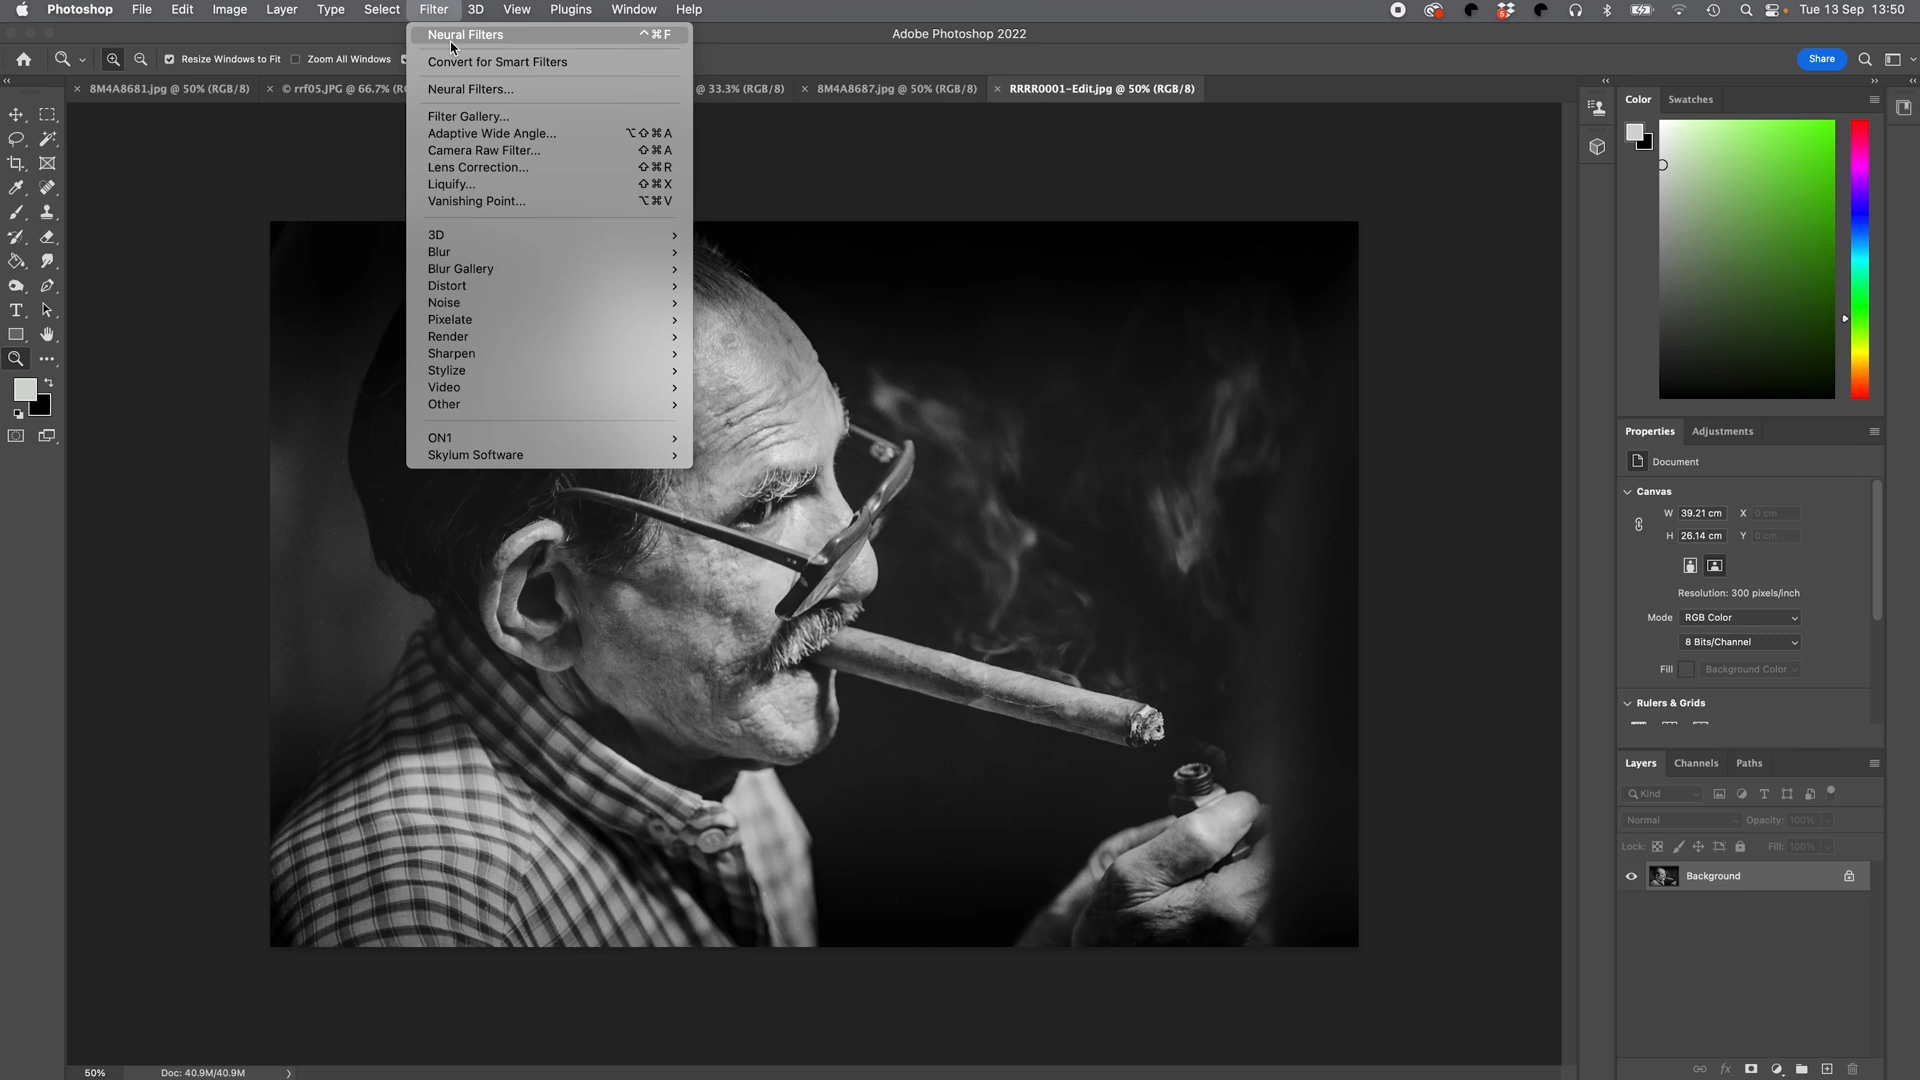 Photoshop File Edit Image Layer Type Select Filter 3D View Plugins Window Help
5
Tue 13 Sep 13:50
Adobe Photoshop 2022
Resize Windows to Fit Zoom All Windows
Share
8M4A8681.jpg @ 50% (RGB/8)
© rrf05.JPG @ 66.7% (R
@ 33.3% (RGB/8)
8M4A8687.jpg @ 50% (RGB/8)
RRRR0001-Edit.jpg @ 50% (RGB/8)
Neural Filters ^⌘F
Convert for Smart Filters
Neural Filters...
Filter Gallery...
Adaptive Wide Angle... ⌥⇧⌘A
Camera Raw Filter... ⇧⌘A
Lens Correction... ⇧⌘R
Liquify... ⇧⌘X
Vanishing Point... ⌥⌘V
3D
Blur
Blur Gallery
Distort
Noise
Pixelate
Render
Sharpen
Stylize
Video
Other
ON1
Skylum Software
Color Swatches
Properties Adjustments
Document
Canvas
W 39.21 cm X 0 cm
H 26.14 cm Y 0 cm
Resolution: 300 pixels/inch
Mode RGB Color
8 Bits/Channel
Fill Background Color
Rulers & Grids
Layers Channels Paths
Kind
Normal Opacity: 100%
Lock: Fill: 100%
Background
fx
50% Doc: 40.9M/40.9M